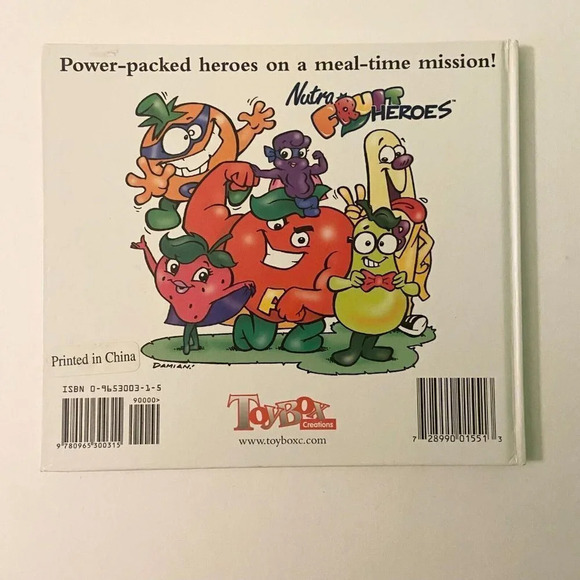 Power-packed heroes on a meal-time mission!
Nutra
FRUIT
HEROES™
Printed in China
DAMIAN!
ISBN 0-9653003-1-5
90000>
9 780965 300315
TOYBOX
Creations
www.toyboxc.com
7 28990 01551 3